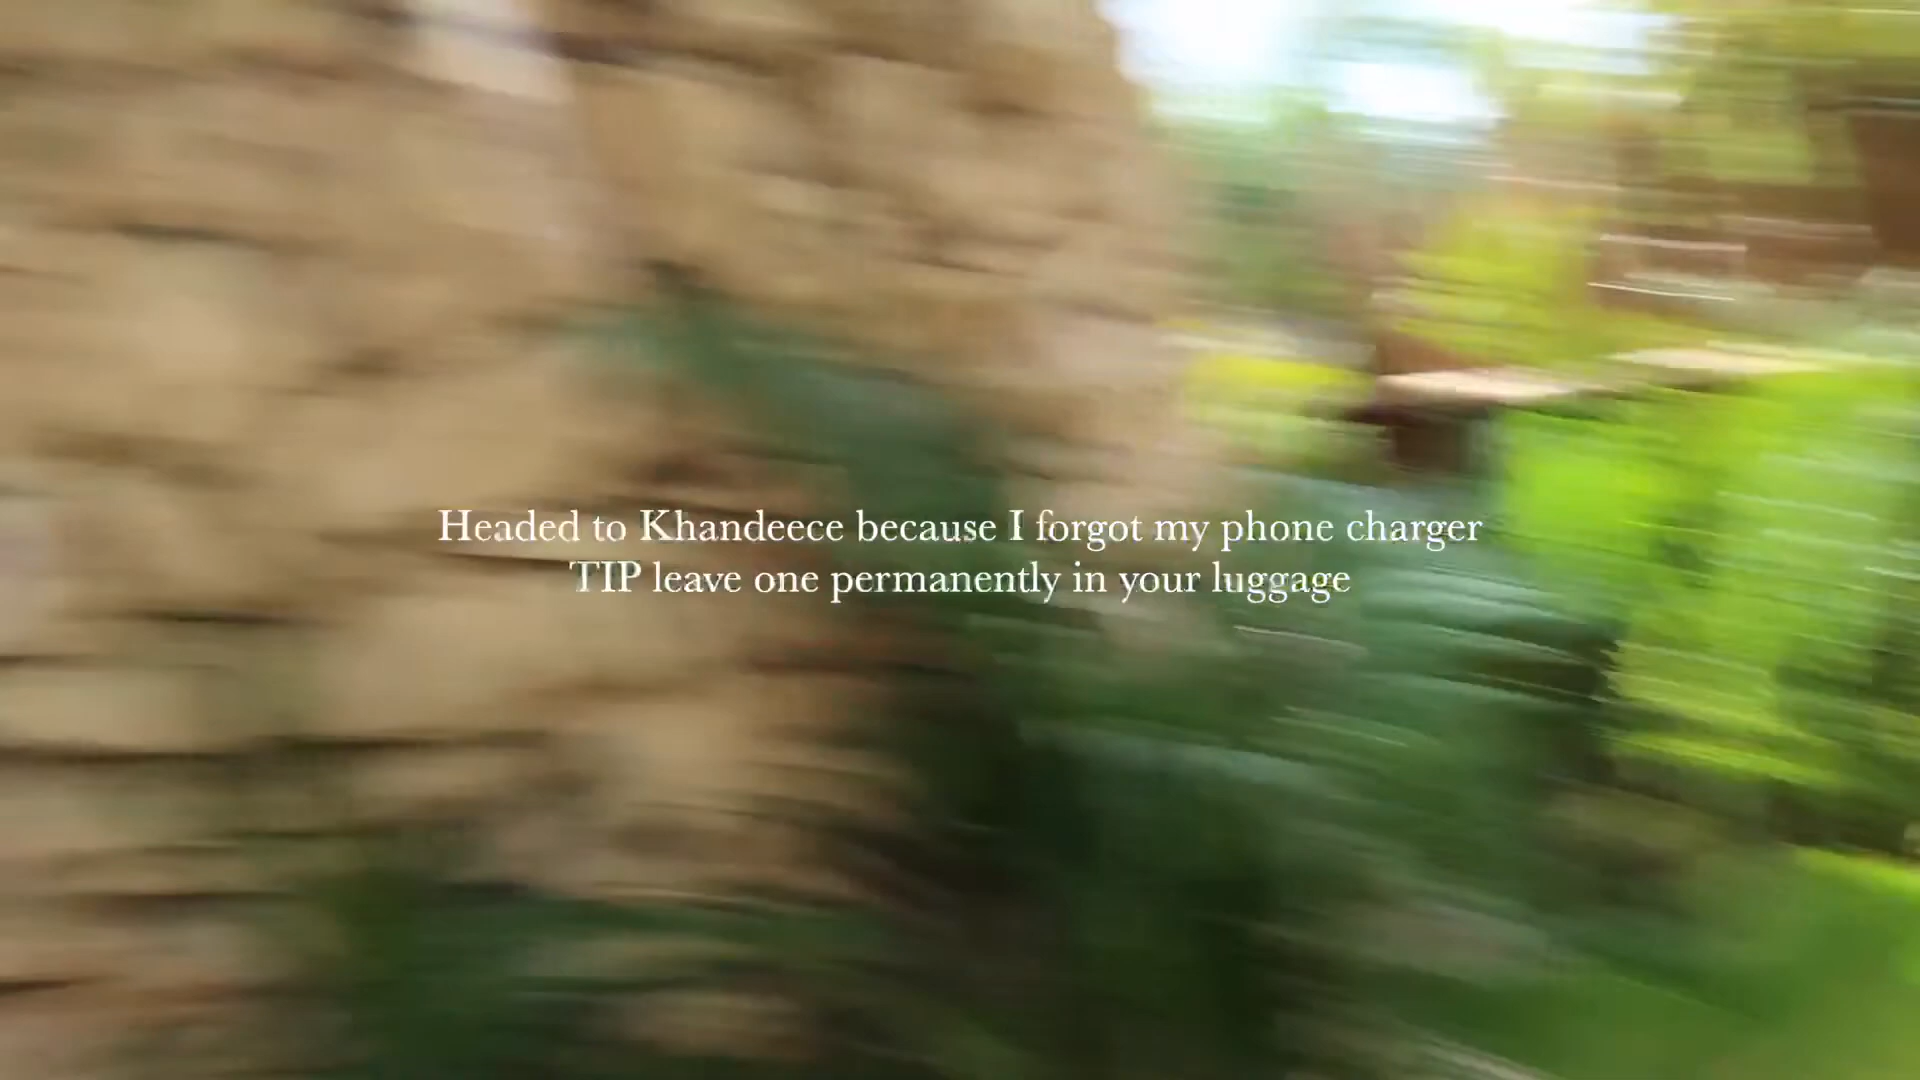 Headed to Khandeece because I forgot my phone charger
TIP leave one permanently in your luggage